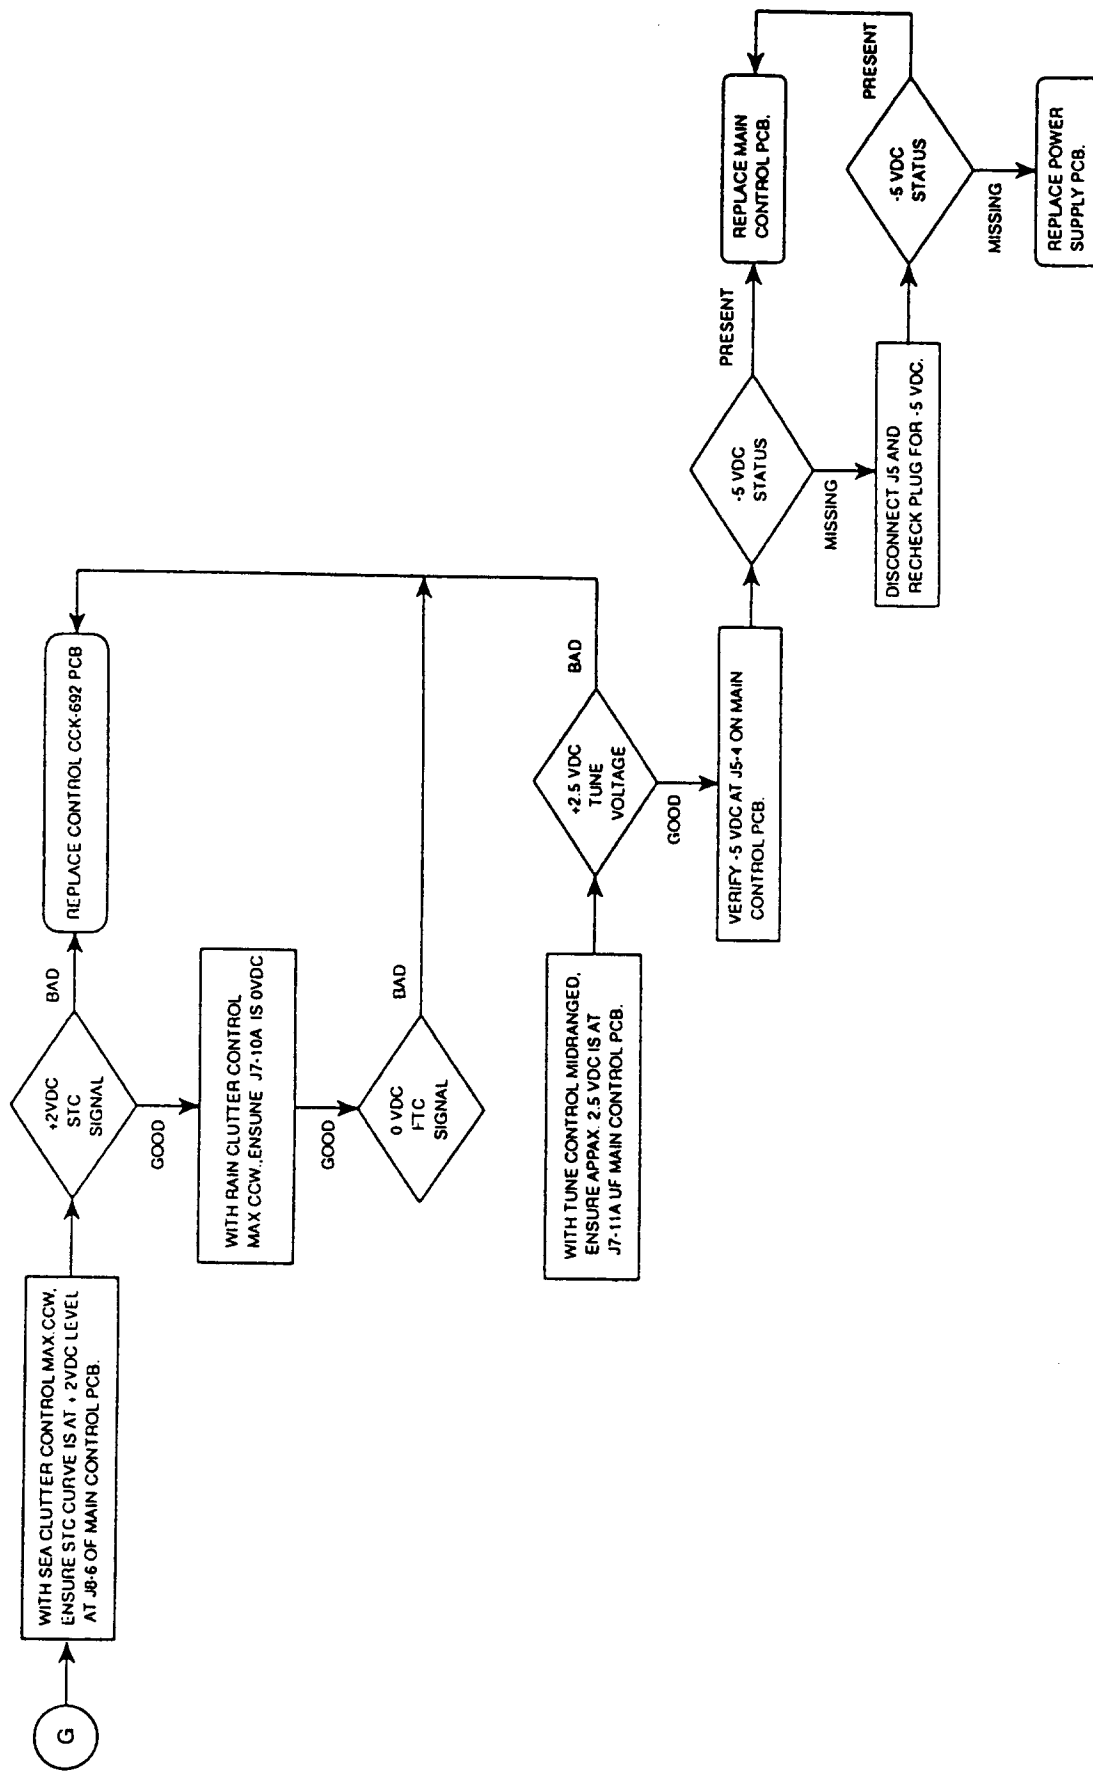 G
WITH SEA CLUTTER CONTROL MAX.CCW,
ENSURE STC CURVE IS AT + 2VDC LEVEL
AT J8-6 OF MAIN CONTROL PCB.
+2VDC
STC
SIGNAL
BAD
REPLACE CONTROL CCK-692 PCB
GOOD
WITH RAIN CLUTTER CONTROL
MAX CCW.,ENSUNE J7-10A IS 0VDC
GOOD
0 VDC
FTC
SIGNAL
BAD
WITH TUNE CONTROL MIDRANGED,
ENSURE APPAX. 2.5 VDC IS AT
J7-11A UF MAIN CONTROL PCB.
+2.5 VDC
TUNE
VOLTAGE
BAD
GOOD
VERIFY -5 VDC AT J5-4 ON MAIN
CONTROL PCB.
-5 VDC
STATUS
PRESENT
REPLACE MAIN
CONTROL PCB.
MISSING
DISCONNECT J5 AND
RECHECK PLUG FOR -5 VDC.
-5 VDC
STATUS
PRESENT
MISSING
REPLACE POWER
SUPPLY PCB.